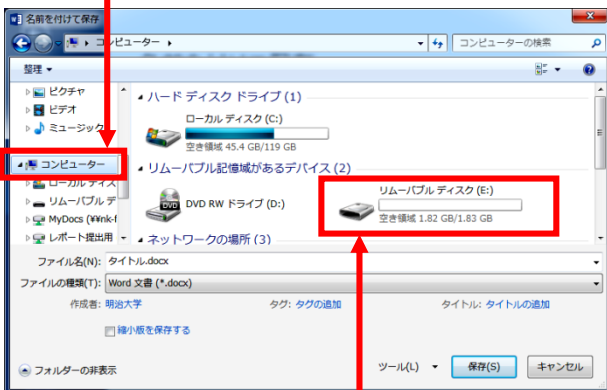 名前を付けて保存
コンピューター
コンピューターの検索
整理
ピクチャ
ビデオ
ミュージック
コンピューター
ローカル ディス
リムーバブル デ
MyDocs (¥¥nk-f
レポート提出用
ハード ディスク ドライブ (1)
ローカル ディスク (C:)
空き領域 45.4 GB/119 GB
リムーバブル記憶域があるデバイス (2)
DVD RW ドライブ (D:)
リムーバブル ディスク (E:)
空き領域 1.82 GB/1.83 GB
ネットワークの場所 (3)
ファイル名(N): タイトル.docx
ファイルの種類(T): Word 文書 (*.docx)
作成者: 明治大学 タグ: タグの追加 タイトル: タイトルの追加
縮小版を保存する
フォルダーの非表示 ツール(L) 保存(S) キャンセル